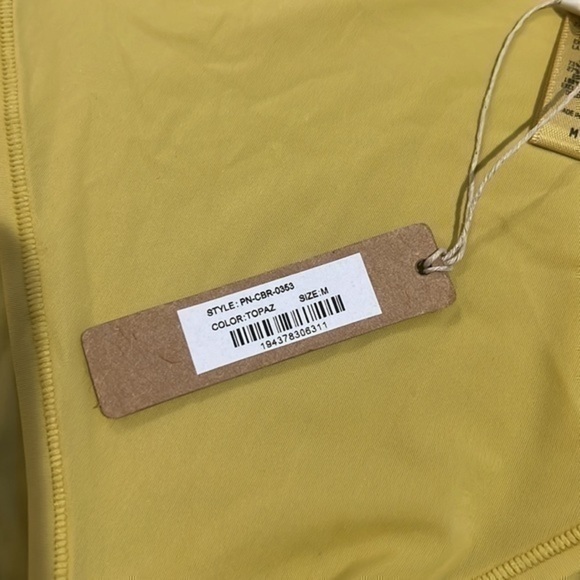 STYLE: PN-CBR-0353
COLOR:TOPAZ SIZE:M
194378306311
M